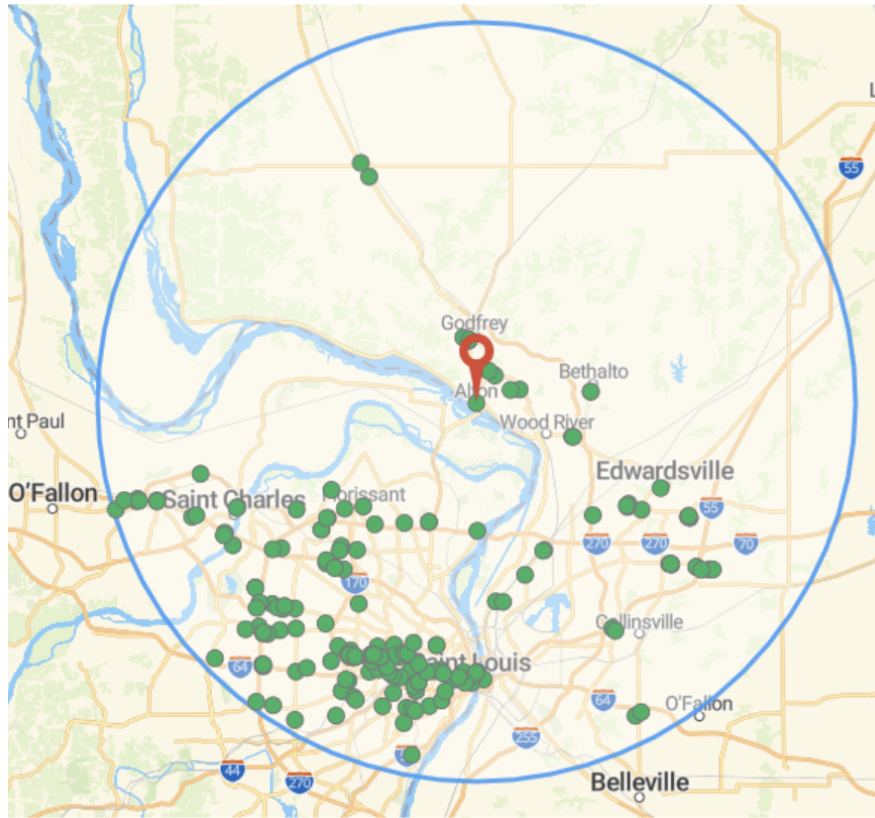 L
55
Godfrey
Alton
Bethalto
Wood River
nt Paul
Edwardsville
O'Fallon
Saint Charles
Florissant
55
270
270
70
170
Collinsville
Saint Louis
64
64
O'Fallon
255
44
270
Belleville